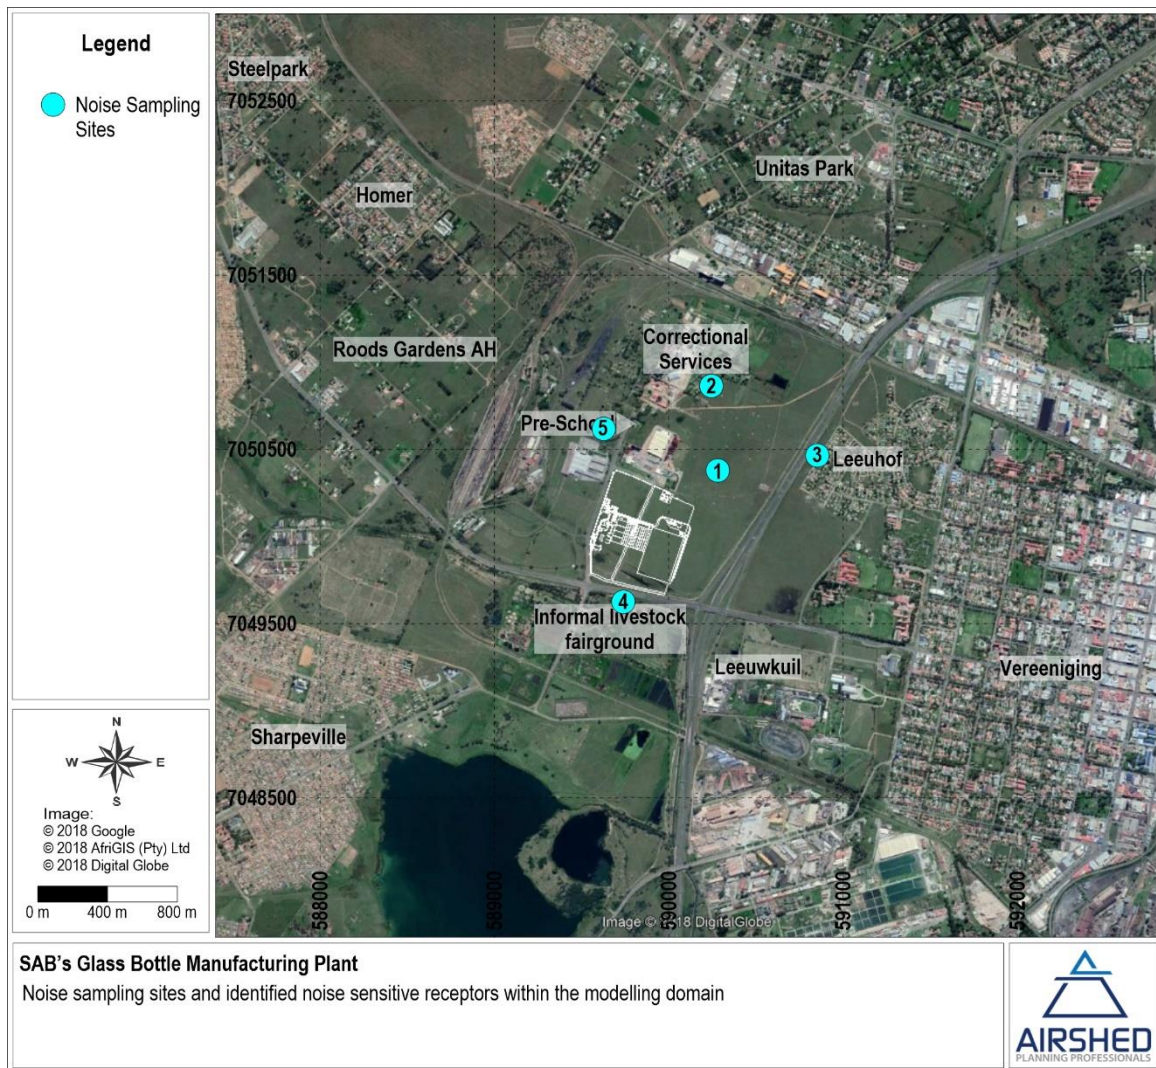 Legend
Noise Sampling
Sites
Steelpark
7052500
Unitas Park
Homer
7051500
Correctional
Services
Roods Gardens AH
2
Pre-School
5
7050500
3
Leeuhof
1
4
7049500
Informal livestock
fairground
Leeuwkuil
Vereeniging
Sharpeville
7048500
588000
589000
590000
591000
592000
Image © 2018 DigitalGlobe
N
W
E
S
Image:
© 2018 Google
© 2018 AfriGIS (Pty) Ltd
© 2018 Digital Globe
0 m 400 m 800 m
SAB's Glass Bottle Manufacturing Plant
Noise sampling sites and identified noise sensitive receptors within the modelling domain
AIRSHED
PLANNING PROFESSIONALS